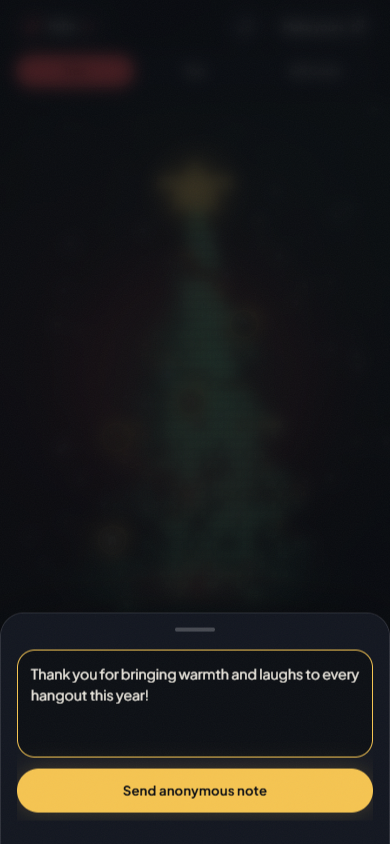 Thank you for bringing warmth and laughs to every
hangout this year!
Send anonymous note